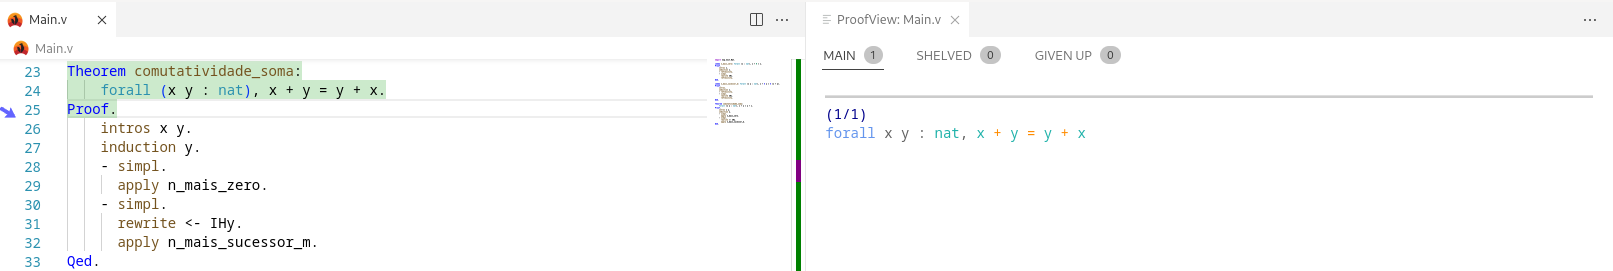 Main.v
Main.v
23 Theorem comutatividade_soma:
24 forall (x y : nat), x + y = y + x.
25 Proof.
26 intros x y.
27 induction y.
28 - simpl.
29 apply n_mais_zero.
30 - simpl.
31 rewrite <- IHy.
32 apply n_mais_sucessor_m.
33 Qed.
ProofView: Main.v
MAIN 1 SHELVED 0 GIVEN UP 0
(1/1)
forall x y : nat, x + y = y + x